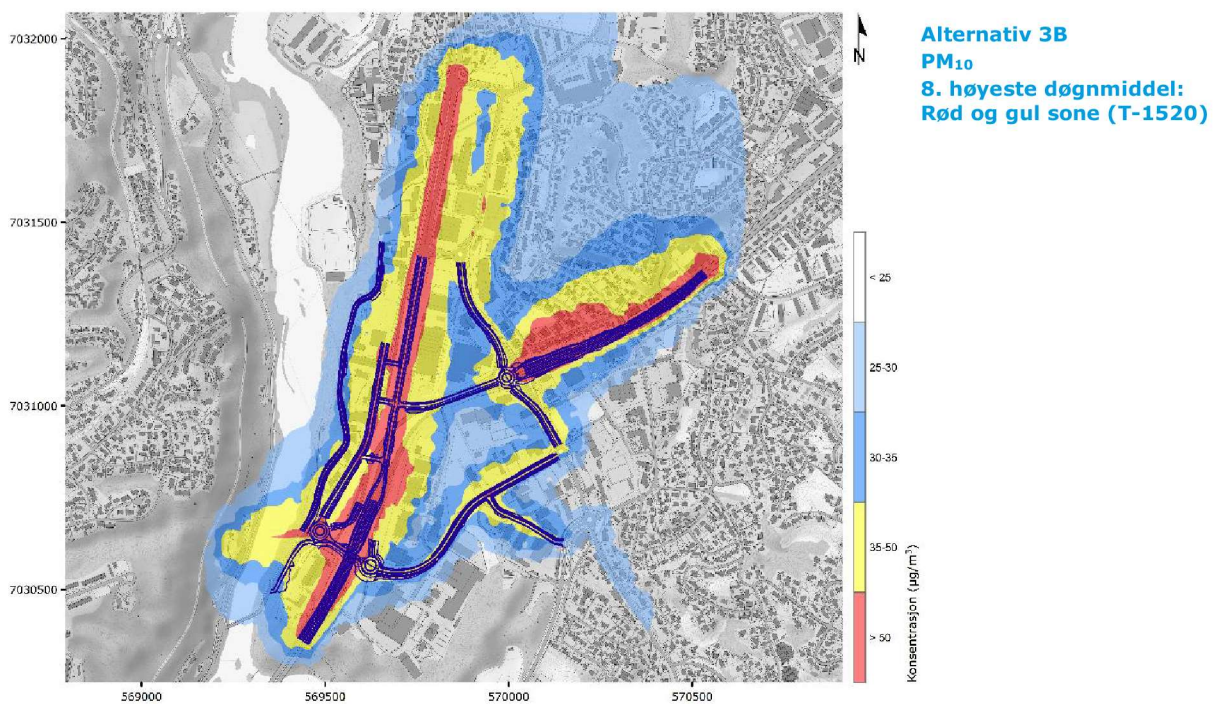 Alternativ 3B
PM₁₀
8. høyeste døgnmiddel:
Rød og gul sone (T-1520)
N
7032000
7031500
7031000
7030500
569000
569500
570000
570500
< 25
25-30
30-35
35-50
> 50
Konsentrasjon (µg/m³)